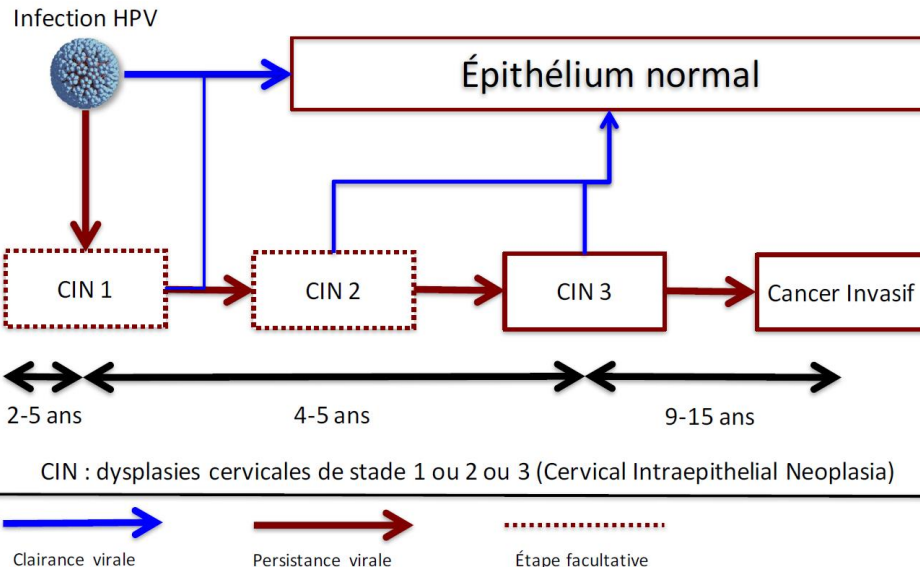 Infection HPV
Épithélium normal
CIN 1
CIN 2
CIN 3
Cancer Invasif
2-5 ans
4-5 ans
9-15 ans
CIN : dysplasies cervicales de stade 1 ou 2 ou 3 (Cervical Intraepithelial Neoplasia)
Clairance virale
Persistance virale
Étape facultative